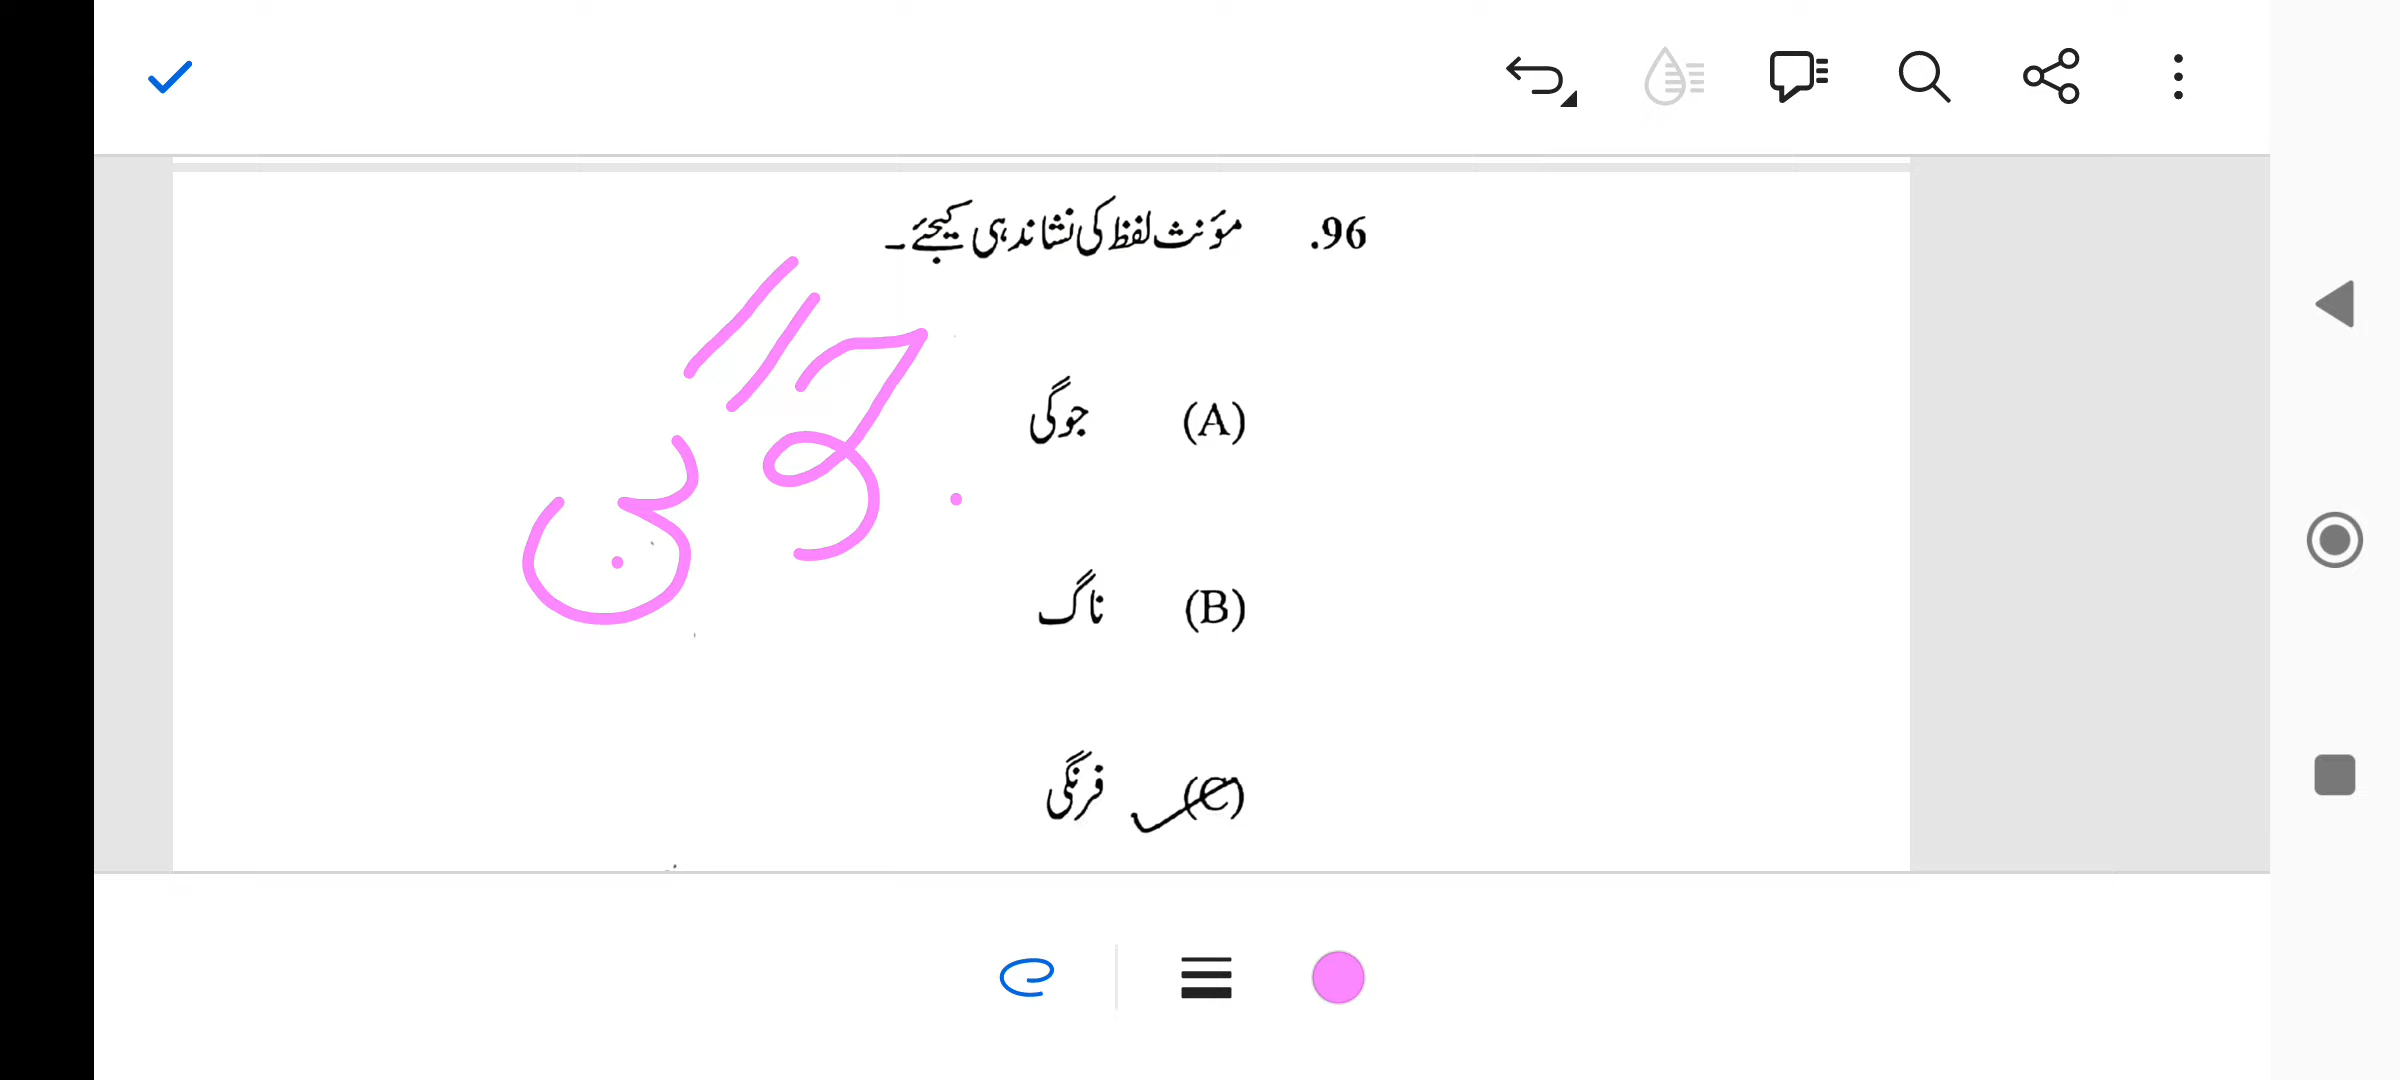 96. مؤنث لفظ کی نشاندہی کیجئے۔
(A) جوگی
(B) ناگ
(C) فرنگی